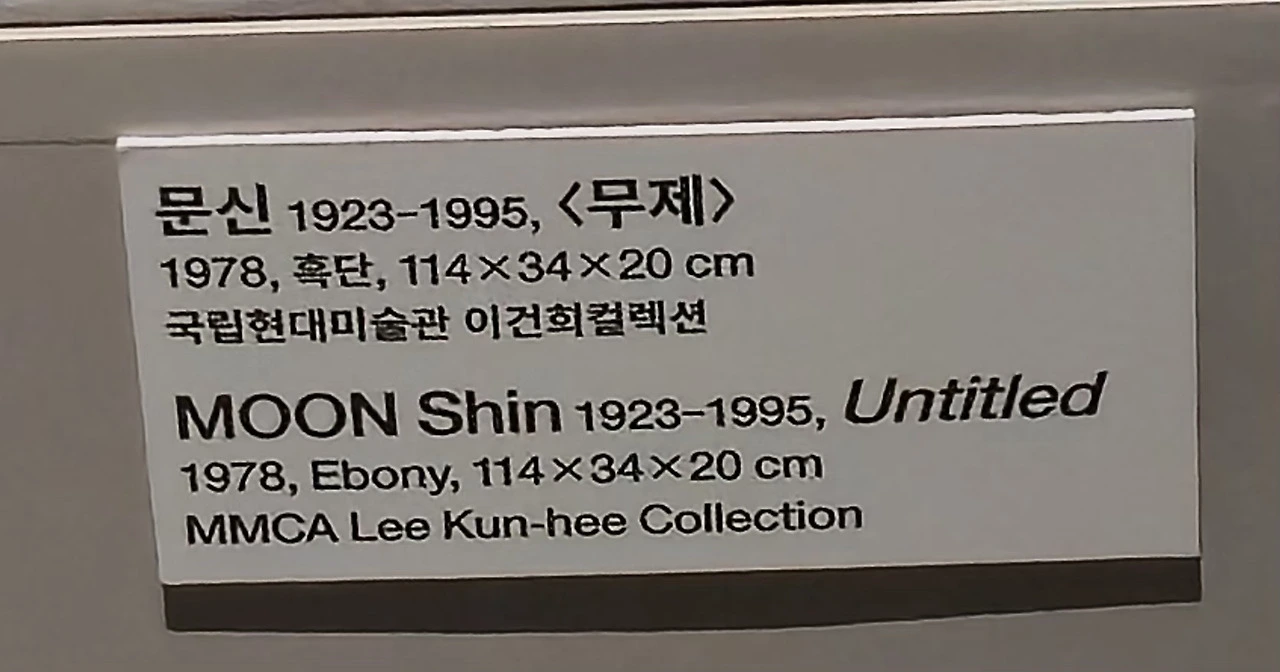 문신 1923–1995, 〈무제〉
1978, 흑단, 114×34×20 cm
국립현대미술관 이건희컬렉션
MOON Shin 1923–1995, Untitled
1978, Ebony, 114×34×20 cm
MMCA Lee Kun-hee Collection